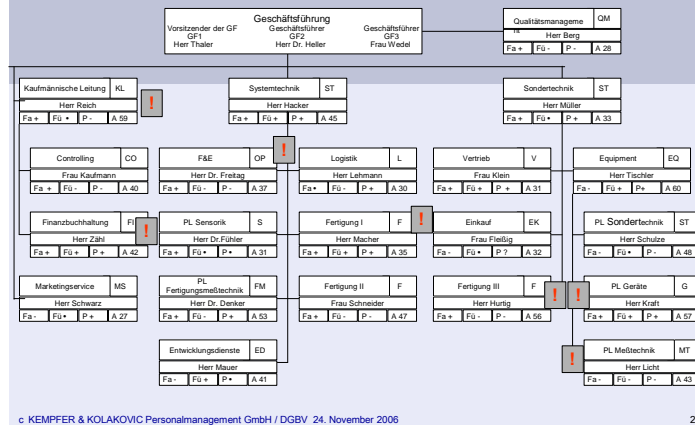 Geschäftsführung
Vorsitzender der GF Geschäftsführer Geschäftsführer
GF1 GF2 GF3
Herr Thaler Herr Dr. Heller Frau Wedel
Qualitätsmanageme QM
nt
Herr Berg
Fa + Fü - P - A 28
Kaufmännische Leitung KL
Herr Reich
Fa + Fü • P - A 59
!
Systemtechnik ST
Herr Hacker
Fa + Fü + P + A 45
Sondertechnik ST
Herr Müller
Fa + Fü • P + A 33
!
Controlling CO
Frau Kaufmann
Fa + Fü - P - A 40
F&E OP
Herr Dr. Freitag
Fa + Fü - P - A 37
Logistik L
Herr Lehmann
Fa • Fü - P + A 30
Vertrieb V
Frau Klein
Fa + Fü + P + A 31
Equipment EQ
Herr Tischler
Fa - Fü + P + A 60
Finanzbuchhaltung FI
Herr Zähl
Fa + Fü + P + A 42
!
PL Sensorik S
Herr Dr.Fühler
Fa + Fü • P • A 31
Fertigung I F
Herr Macher
Fa + Fü - P + A 35
!
Einkauf EK
Frau Fleißig
Fa - Fü • P ? A 32
PL Sondertechnik ST
Herr Schulze
Fa - Fü - P - A 48
Marketingservice MS
Herr Schwarz
Fa - Fü • P + A 27
PL FM
Fertigungsmeßtechnik
Herr Dr. Denker
Fa + Fü - P + A 53
Fertigung II F
Frau Schneider
Fa + Fü - P - A 47
Fertigung III F
Herr Hurtig
Fa + Fü - P - A 56
! !
PL Geräte G
Herr Kraft
Fa + Fü + P + A 57
Entwicklungsdienste ED
Herr Mauer
Fa - Fü + P • A 41
!
PL Meßtechnik MT
Herr Licht
Fa - Fü - P - A 43
c KEMPFER & KOLAKOVIC Personalmanagement GmbH / DGBV 24. November 2006 2